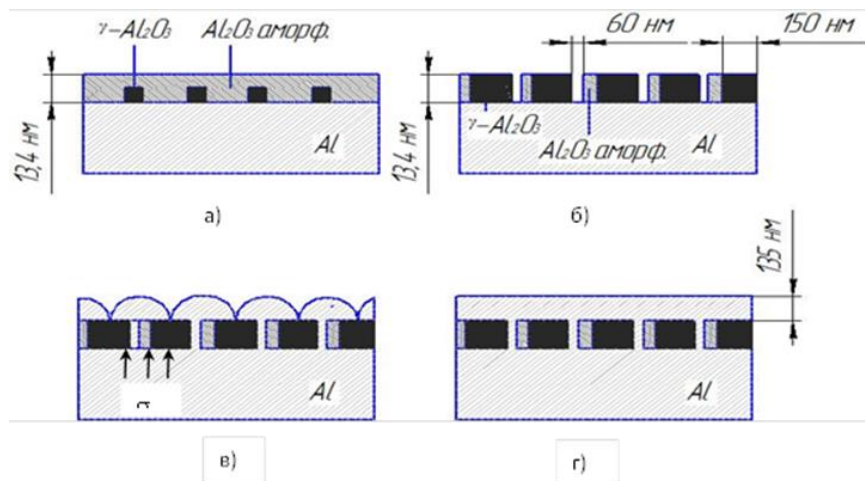 γ-Al₂O₃ Al₂O₃ аморф.
13,4 нм
Al
а)
60 нм 150 нм
13,4 нм
γ-Al₂O₃
Al₂O₃ аморф.
Al
б)
Al
в)
135 нм
Al
г)